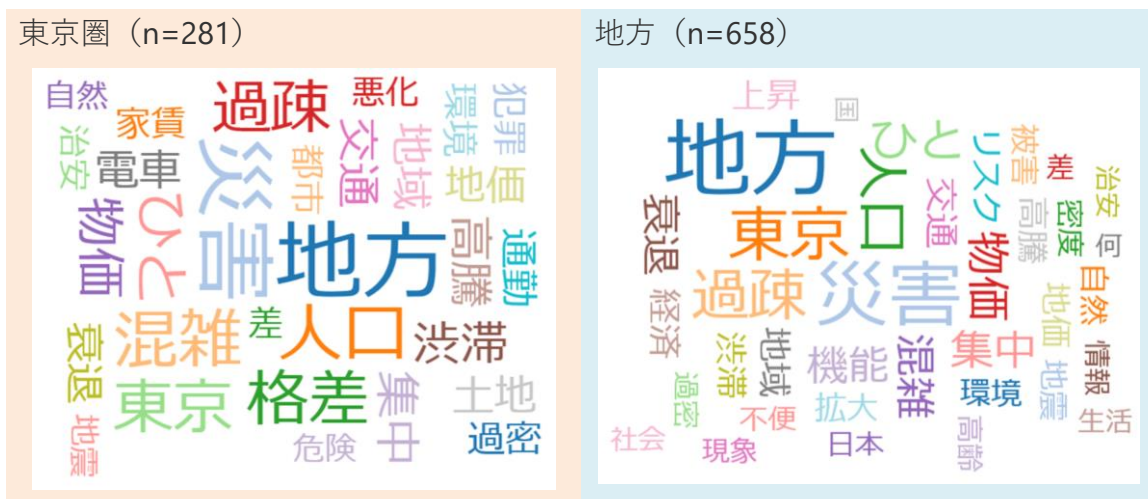 東京圏（n=281）
自然
家賃
過疎
悪化
環境
犯罪
治安
電車
災害
都市
交通
地域
地価
物価
ひと
地方
高騰
通勤
衰退
混雑
差
人口
渋滞
東京
格差
集中
土地
地震
危険
過密
地方（n=658）
上昇
国
地方
ひと
リスク
被害
差
治安
衰退
東京
人口
交通
高騰
密度
何
物価
過疎
災害
自然
経済
地価
渋滞
地域
機能
混雑
集中
情報
過密
不便
拡大
環境
地震
生活
社会
現象
日本
高齢